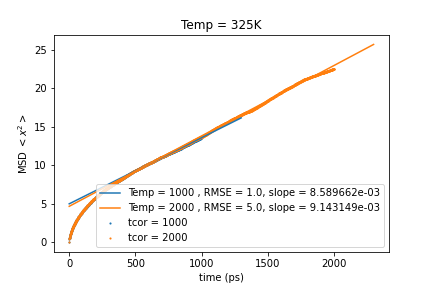 Temp = 325K
MSD < x² >
25
20
15
10
5
0
Temp = 1000 , RMSE = 1.0, slope = 8.589662e-03
Temp = 2000 , RMSE = 5.0, slope = 9.143149e-03
tcor = 1000
tcor = 2000
0 500 1000 1500 2000
time (ps)